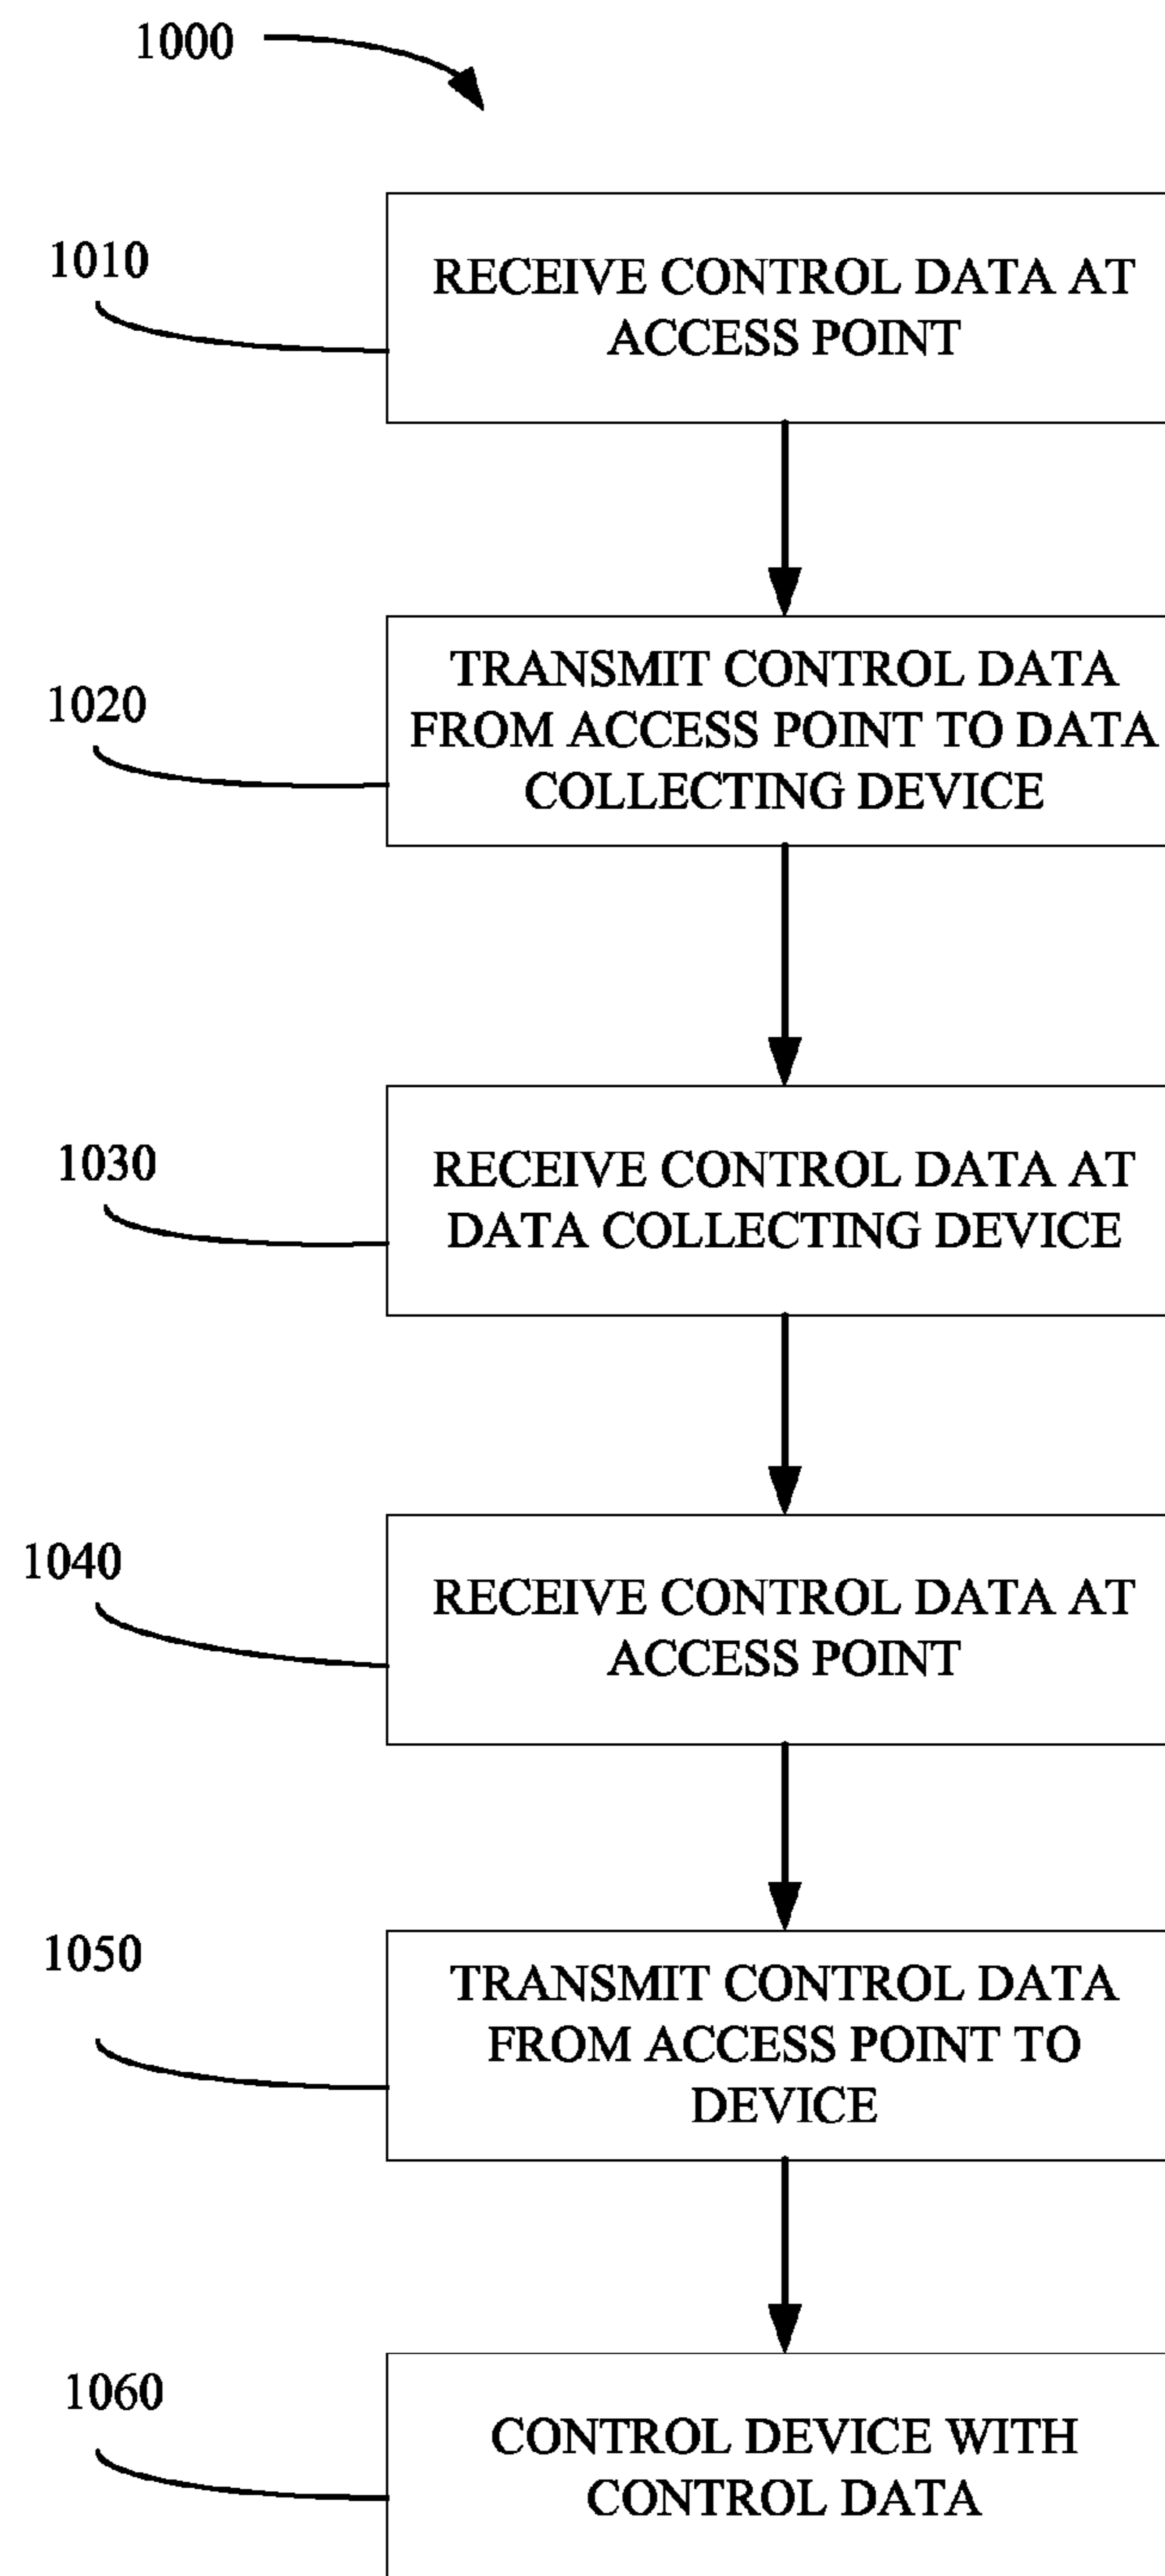 1000
1010
RECEIVE CONTROL DATA AT
ACCESS POINT
1020
TRANSMIT CONTROL DATA
FROM ACCESS POINT TO DATA
COLLECTING DEVICE
1030
RECEIVE CONTROL DATA AT
DATA COLLECTING DEVICE
1040
RECEIVE CONTROL DATA AT
ACCESS POINT
1050
TRANSMIT CONTROL DATA
FROM ACCESS POINT TO
DEVICE
1060
CONTROL DEVICE WITH
CONTROL DATA